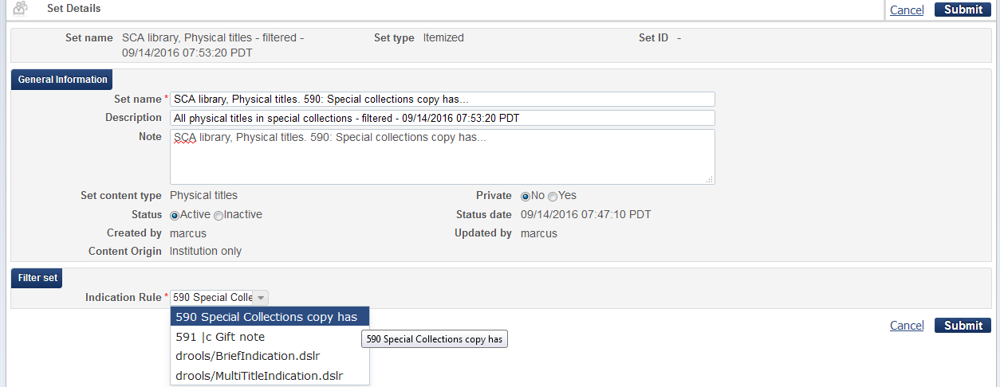 Set Details Cancel Submit
Set name SCA library, Physical titles - filtered - Set type Itemized Set ID -
09/14/2016 07:53:20 PDT
General Information
Set name * SCA library, Physical titles. 590: Special collections copy has...
Description All physical titles in special collections - filtered - 09/14/2016 07:53:20 PDT
Note SCA library, Physical titles. 590: Special collections copy has...
Set content type Physical titles Private No Yes
Status Active Inactive Status date 09/14/2016 07:47:10 PDT
Created by marcus Updated by marcus
Content Origin Institution only
Filter set
Indication Rule * 590 Special Colle
590 Special Collections copy has
Cancel Submit
591 |c Gift note
590 Special Collections copy has
drools/BriefIndication.dslr
drools/MultiTitleIndication.dslr